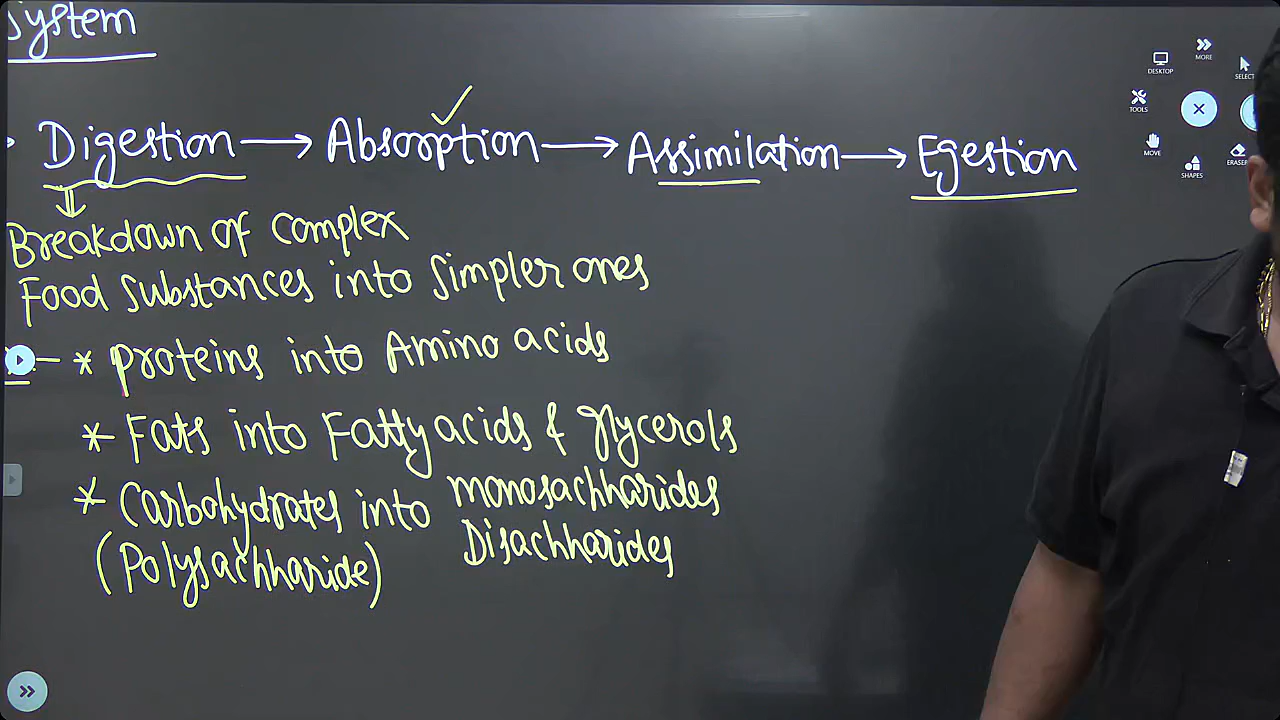 System
Digestion → Absorption → Assimilation → Egestion
Breakdown of complex
Food substances into simpler ones
* proteins into Amino acids
* Fats into Fatty acids & Glycerols
* Carbohydrates into monosachharides
(Polysachharide) Disachharides
MORE
DESKTOP
SELECT
TOOLS
MOVE
SHAPES
ERASER